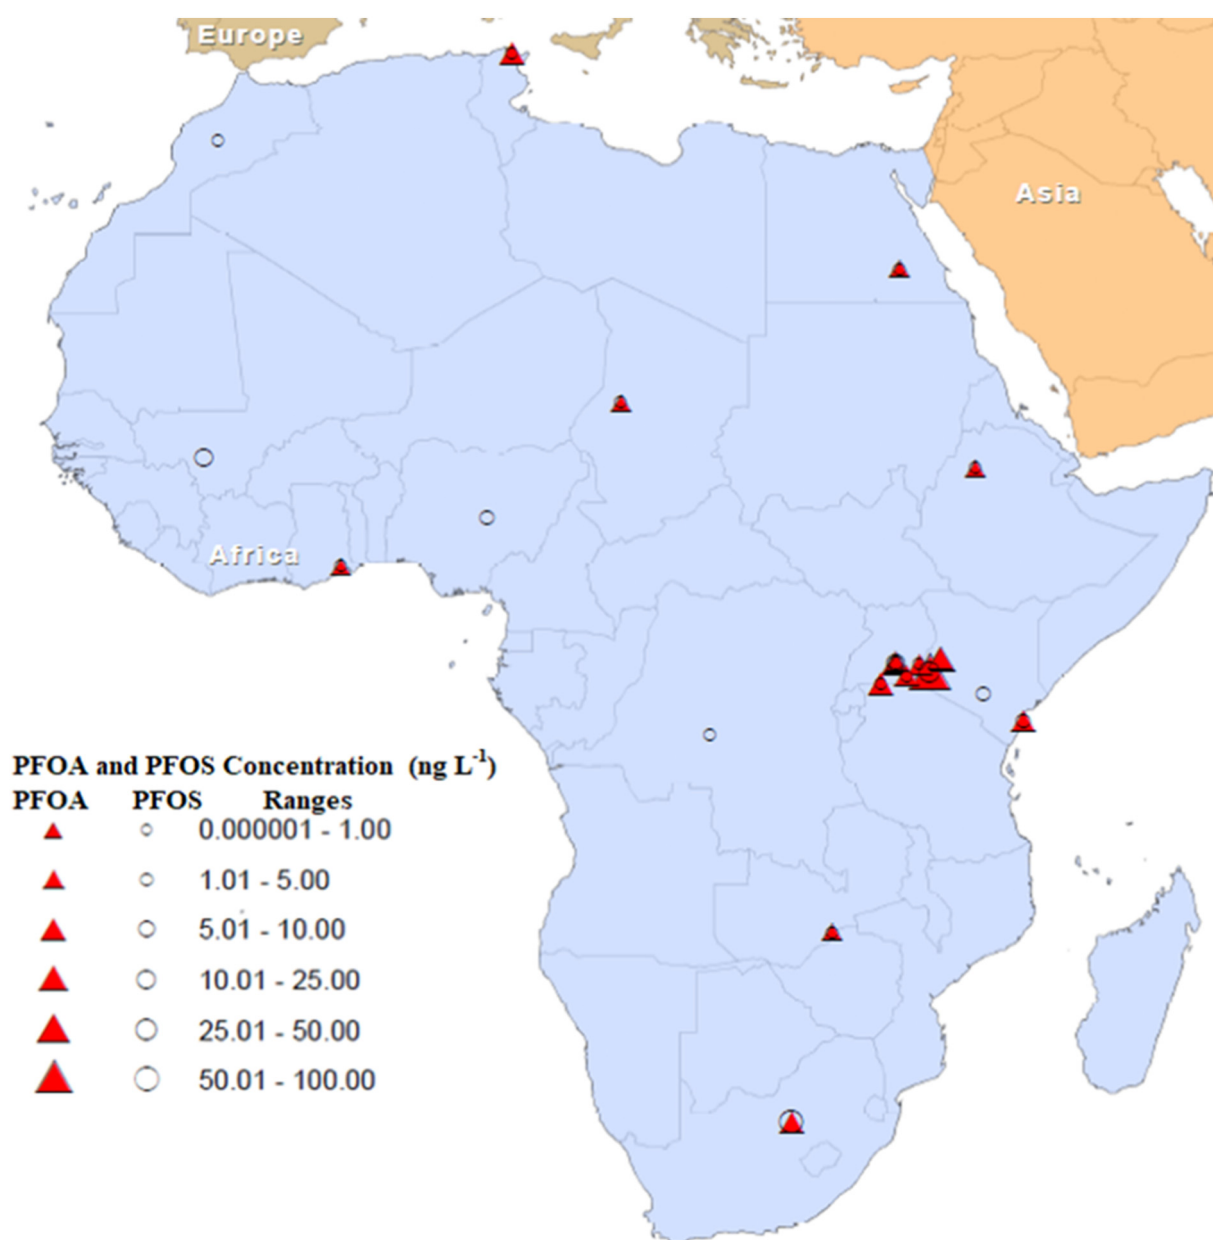 Europe
Asia
Africa
PFOA and PFOS Concentration (ng L⁻¹)
PFOA PFOS Ranges
0.000001 - 1.00
1.01 - 5.00
5.01 - 10.00
10.01 - 25.00
25.01 - 50.00
50.01 - 100.00